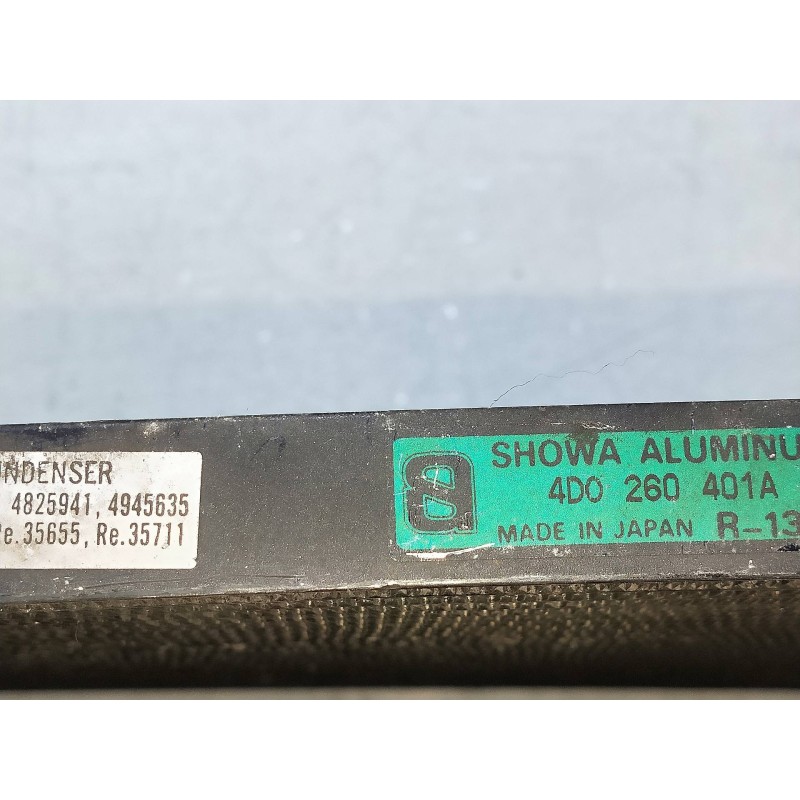 NDENSER
4825941, 4945635
Re.35655, Re.35711
SHOWA ALUMINU
4D0 260 401A
MADE IN JAPAN R-13